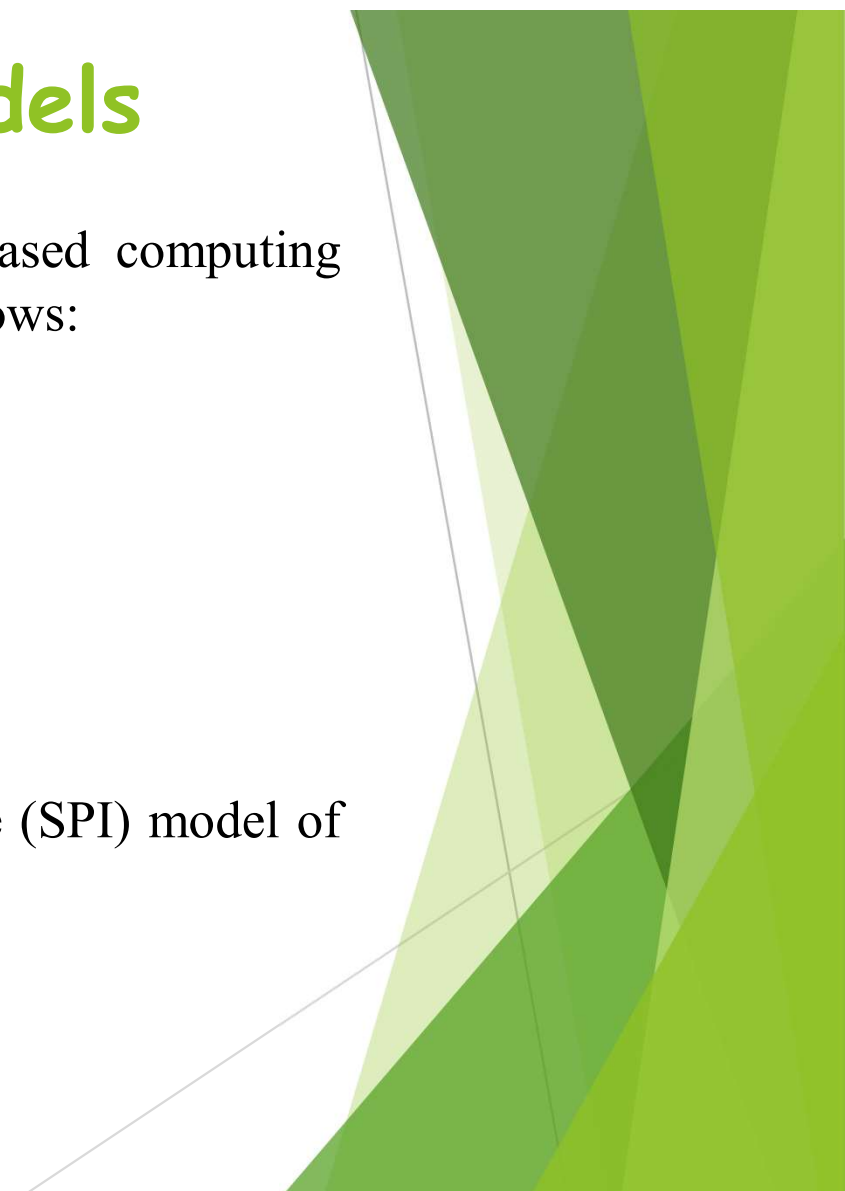 dels
ased computing
ows:
e (SPI) model of